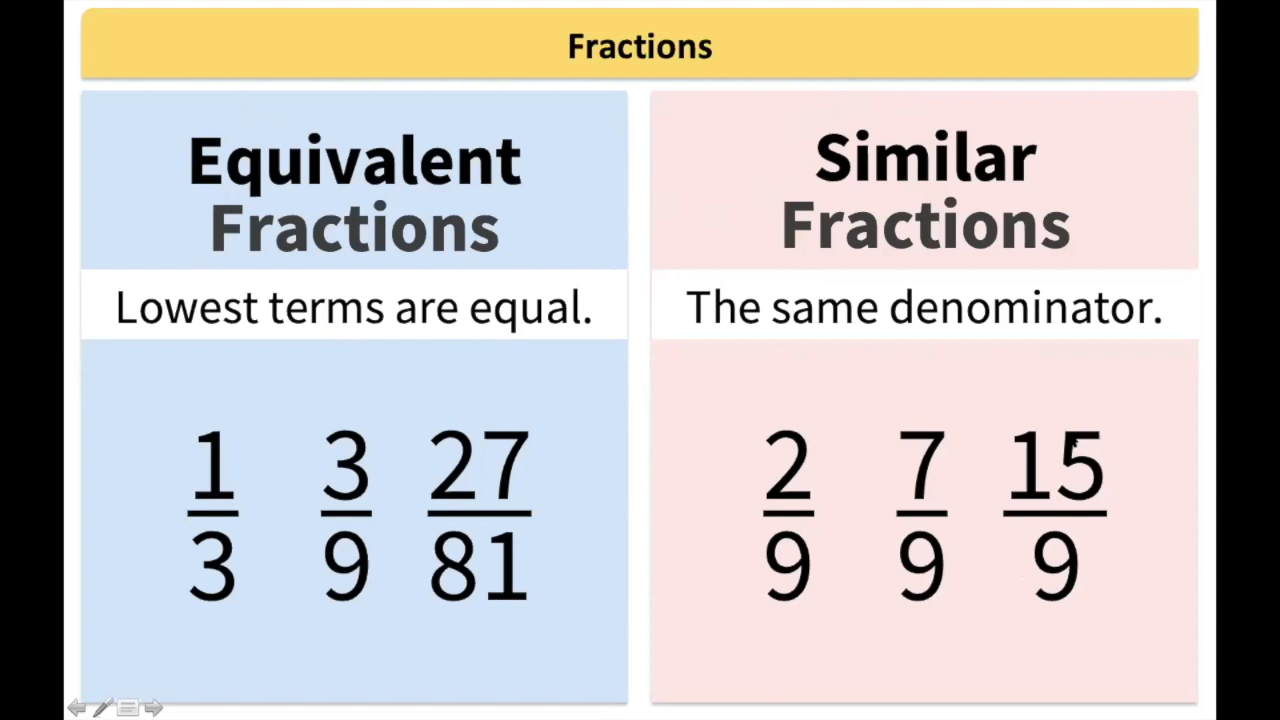 Fractions
Equivalent
Fractions
Lowest terms are equal.
1 3 27
3 9 81
Similar
Fractions
The same denominator.
2 7 15
9 9 9